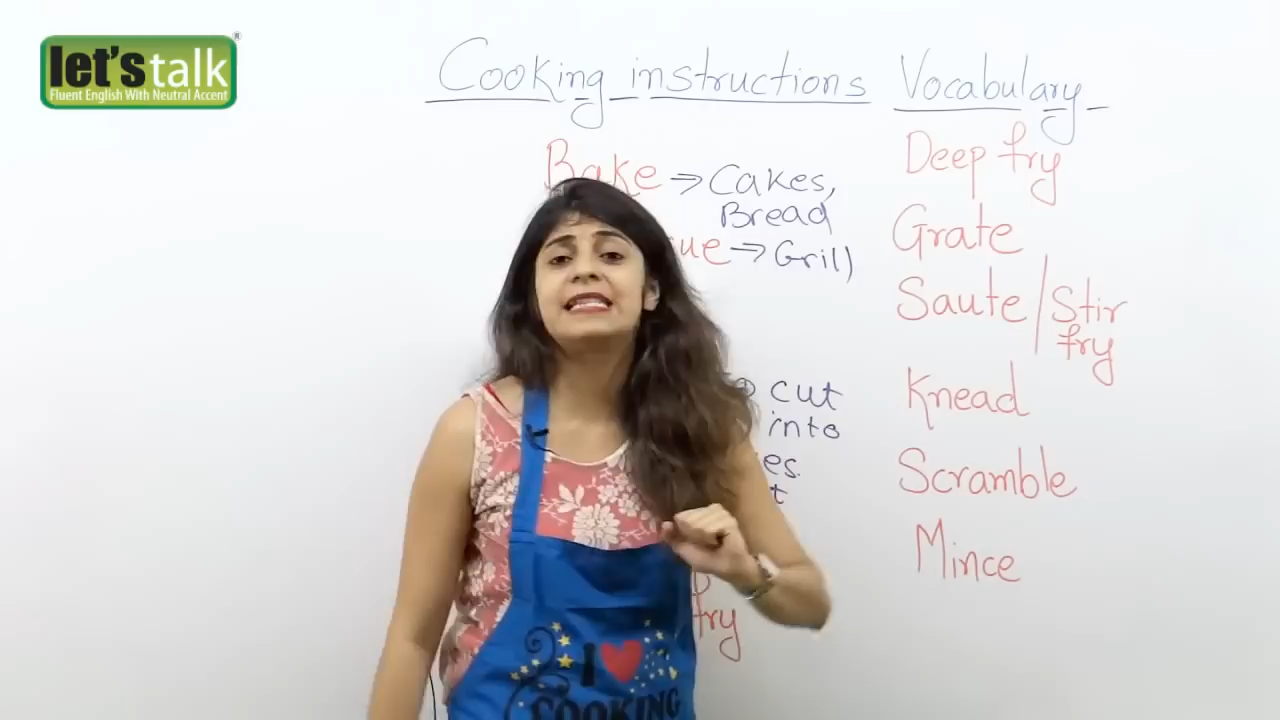 let's talk
Fluent English With Neutral Accent
Cooking instructions Vocabulary
Bake → Cakes,
Bread
→ Grill
cut
into
fry
Deep fry
Grate
Saute / Stir
fry
Knead
Scramble
Mince
I ♥
COOKING